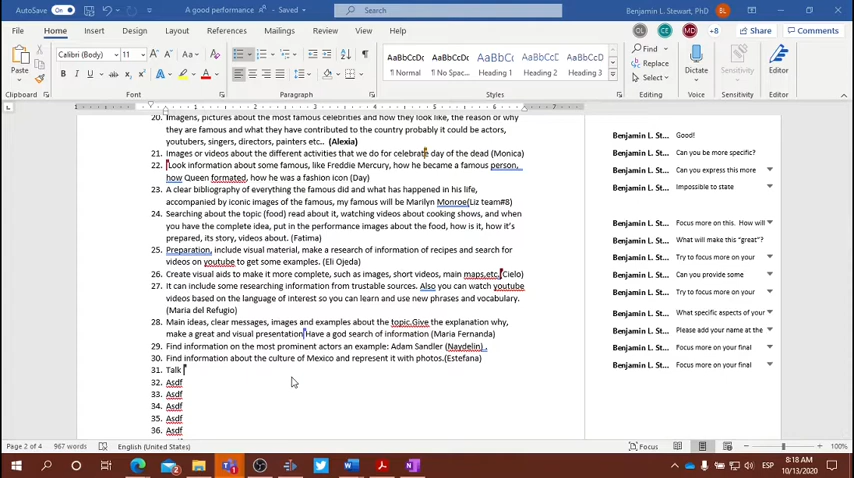 AutoSave On A good performance - Saved Search Benjamin L. Stewart, PhD BL
File Home Insert Draw Design Layout References Mailings Review View Help OL CE MD +8 Share Comments
Paste Calibri (Body) 11 A A Aa A
B I U ab x₂ x² A A
AaBbCcDc AaBbCcDc AaBbCc AaBbCcD
¶ Normal ¶ No Spac... Heading 1 Heading 2
Find Replace Select
Dictate Sensitivity Editor
Clipboard Font Paragraph Styles Editing Voice Sensitivity Editor
20. Imagens, pictures about the most famous celebrities and how they look like, the reason or why
they are famous and what they have contributed to the country probably it could be actors,
youtubers, singers, directors, painters etc.. (Alexia)
21. Images or videos about the different activities that we do for celebrate day of the dead (Monica)
22. Look information about some famous, like Freddie Mercury, how he became a famous person,
how Queen formated, how he was a fashion icon (Day)
23. A clear bibliography of everything the famous did and what has happened in his life,
accompanied by iconic images of the famous, my famous will be Marilyn Monroe(Liz team#8)
24. Searching about the topic (food) read about it, watching videos about cooking shows, and when
you have the complete idea, put in the performance images about the food, how is it, how it's
prepared, its story, videos about. (Fatima)
25. Preparation, include visual material, make a research of information of recipes and search for
videos on youtube to get some examples. (Eli Ojeda)
26. Create visual aids to make it more complete, such as images, short videos, main maps,etc.(Cielo)
27. It can include some researching information from trustable sources. Also you can watch youtube
videos based on the language of interest so you can learn and use new phrases and vocabulary.
(Maria del Refugio)
28. Main ideas, clear messages, images and examples about the topic.Give the explanation why,
make a great and visual presentation Have a god search of information (Maria Fernanda)
29. Find information on the most prominent actors an example: Adam Sandler (Naydelin) .
30. Find information about the culture of Mexico and represent it with photos.(Estefana)
31. Talk
32. Asdf
33. Asdf
34. Asdf
35. Asdf
36. Asdf
Benjamin L. St... Good!
Benjamin L. St... Can you be more specific?
Benjamin L. St... Can you express this more
Benjamin L. St... Impossible to state
Benjamin L. St... Focus more on this. How will
Benjamin L. St... What will make this "great"?
Benjamin L. St... Try to focus more on your
Benjamin L. St... Can you provide some
Benjamin L. St... Try to focus more on your
Benjamin L. St... What specific aspects of your
Benjamin L. St... Please add your name at the
Benjamin L. St... Focus more on your final
Benjamin L. St... Focus more on your final
Page 2 of 4 967 words English (United States) Focus 100%
ESP 8:18 AM
10/13/2020